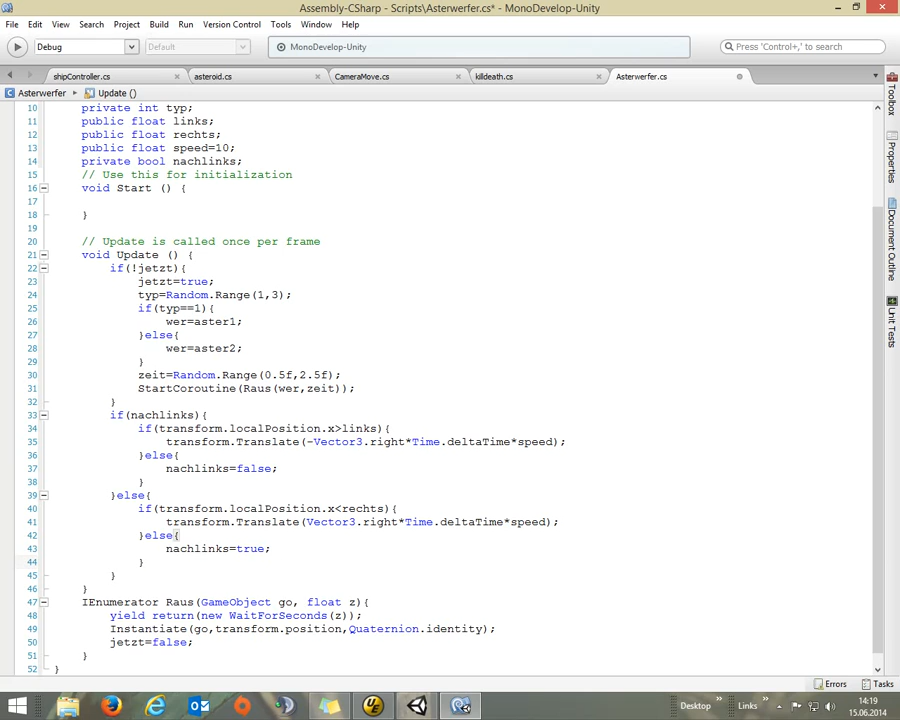 Assembly-CSharp - Scripts\Asterwerfer.cs* - MonoDevelop-Unity
File Edit View Search Project Build Run Version Control Tools Window Help
Debug Default MonoDevelop-Unity Press 'Control+,' to search
shipController.cs × asteroid.cs × CameraMove.cs × killdeath.cs × Asterwerfer.cs
Asterwerfer Update ()
10 private int typ;
11 public float links;
12 public float rechts;
13 public float speed=10;
14 private bool nachlinks;
15 // Use this for initialization
16 void Start () {
17
18 }
19
20 // Update is called once per frame
21 void Update () {
22 if(!jetzt){
23 jetzt=true;
24 typ=Random.Range(1,3);
25 if(typ==1){
26 wer=aster1;
27 }else{
28 wer=aster2;
29 }
30 zeit=Random.Range(0.5f,2.5f);
31 StartCoroutine(Raus(wer,zeit));
32 }
33 if(nachlinks){
34 if(transform.localPosition.x>links){
35 transform.Translate(-Vector3.right*Time.deltaTime*speed);
36 }else{
37 nachlinks=false;
38 }
39 }else{
40 if(transform.localPosition.x<rechts){
41 transform.Translate(Vector3.right*Time.deltaTime*speed);
42 }else{
43 nachlinks=true;
44 }
45 }
46 }
47 IEnumerator Raus(GameObject go, float z){
48 yield return(new WaitForSeconds(z));
49 Instantiate(go,transform.position,Quaternion.identity);
50 jetzt=false;
51 }
52 }
Toolbox
Properties
Document Outline
Unit Tests
Errors Tasks
Desktop » Links » 14:19
15.06.2014